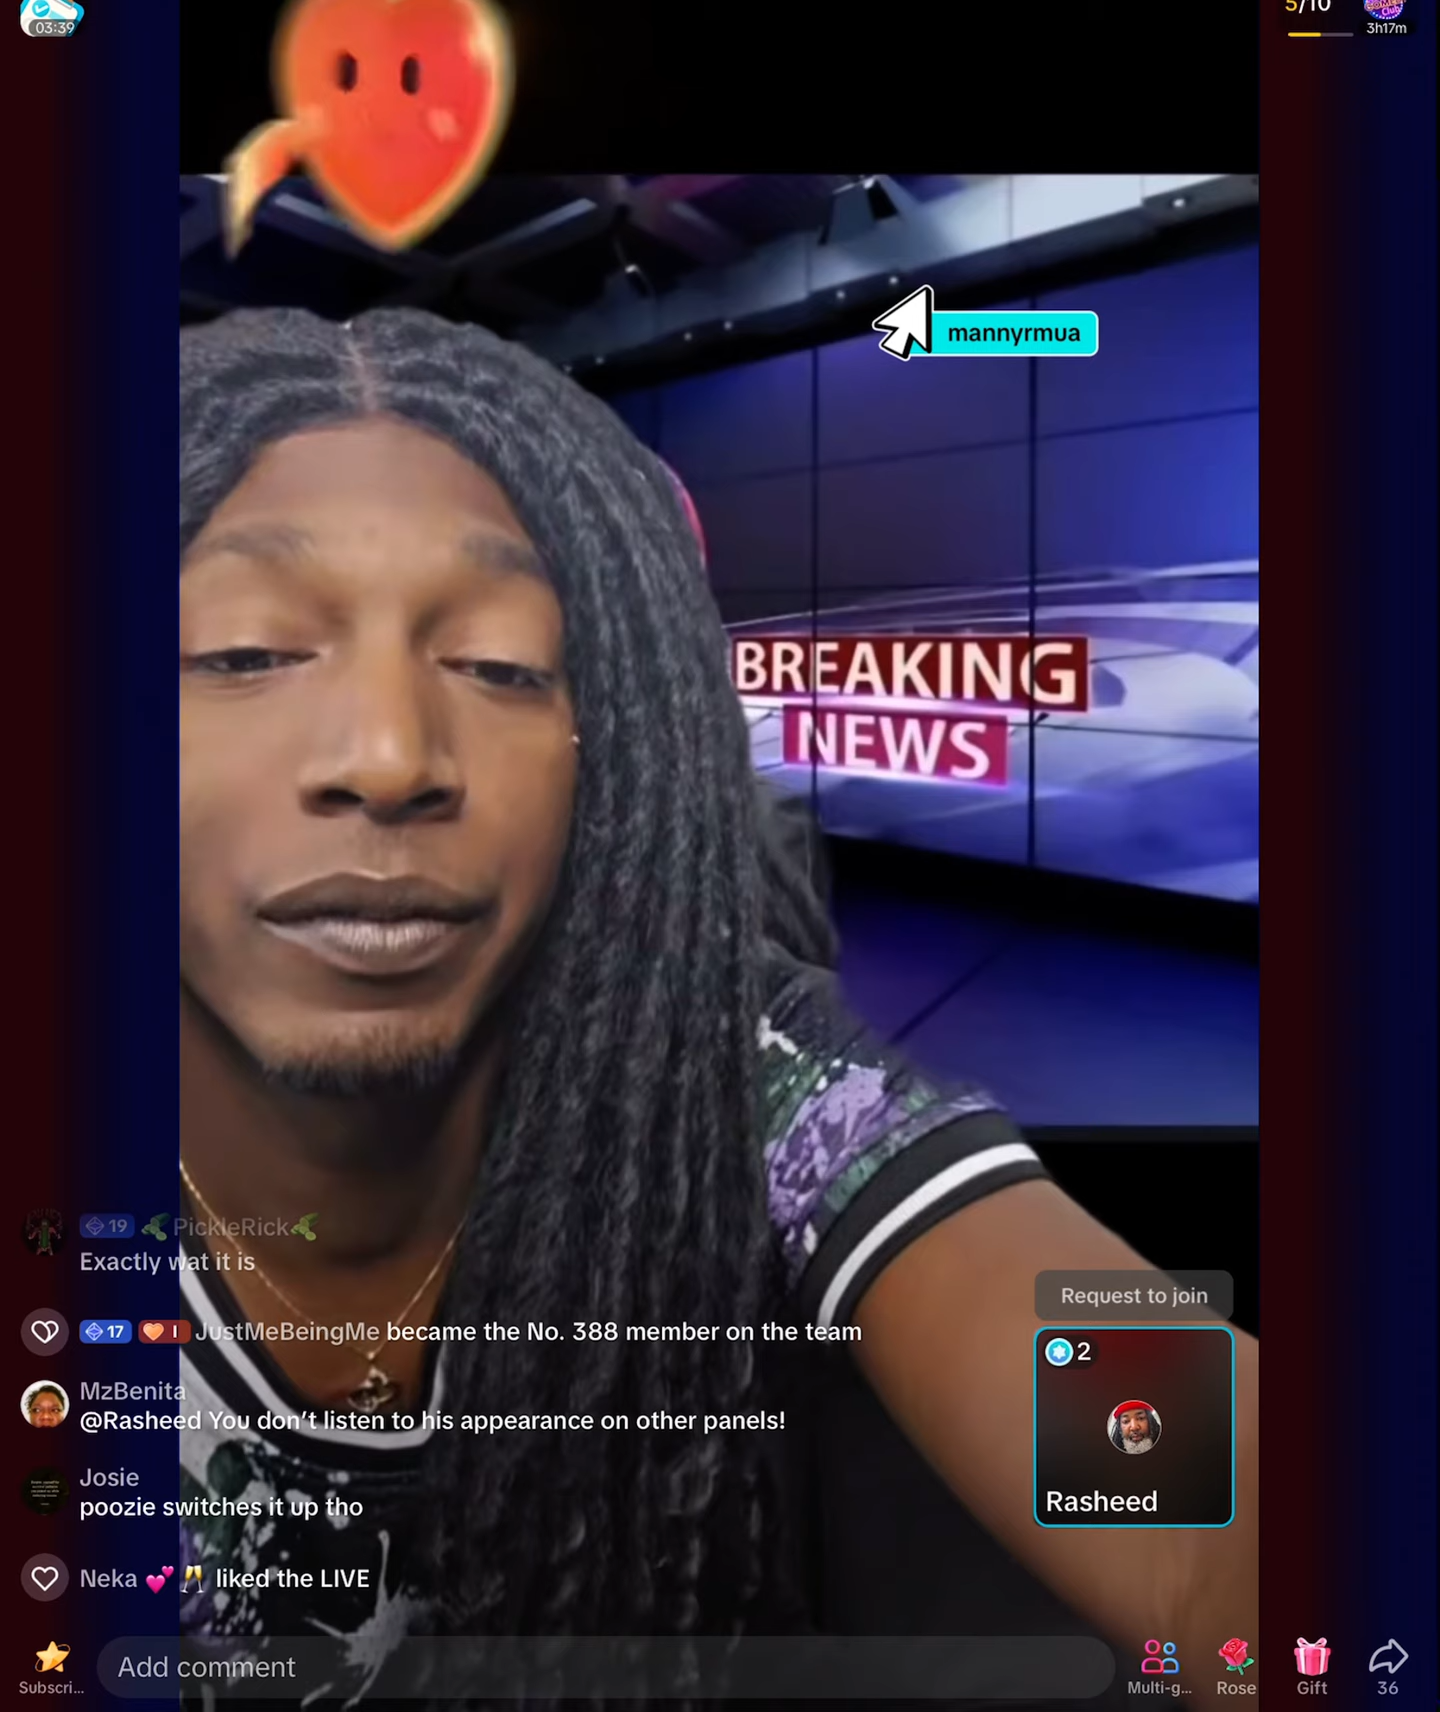 03:39
5/10
3h17m
mannyrmua
BREAKING
NEWS
19 PickleRick
Exactly wat it is
Request to join
17 I JustMeBeingMe became the No. 388 member on the team
2
MzBenita
@Rasheed You don’t listen to his appearance on other panels!
Rasheed
Josie
poozie switches it up tho
Neka 💕🥂 liked the LIVE
Add comment
Subscri...
Multi-g...
Rose
Gift
36